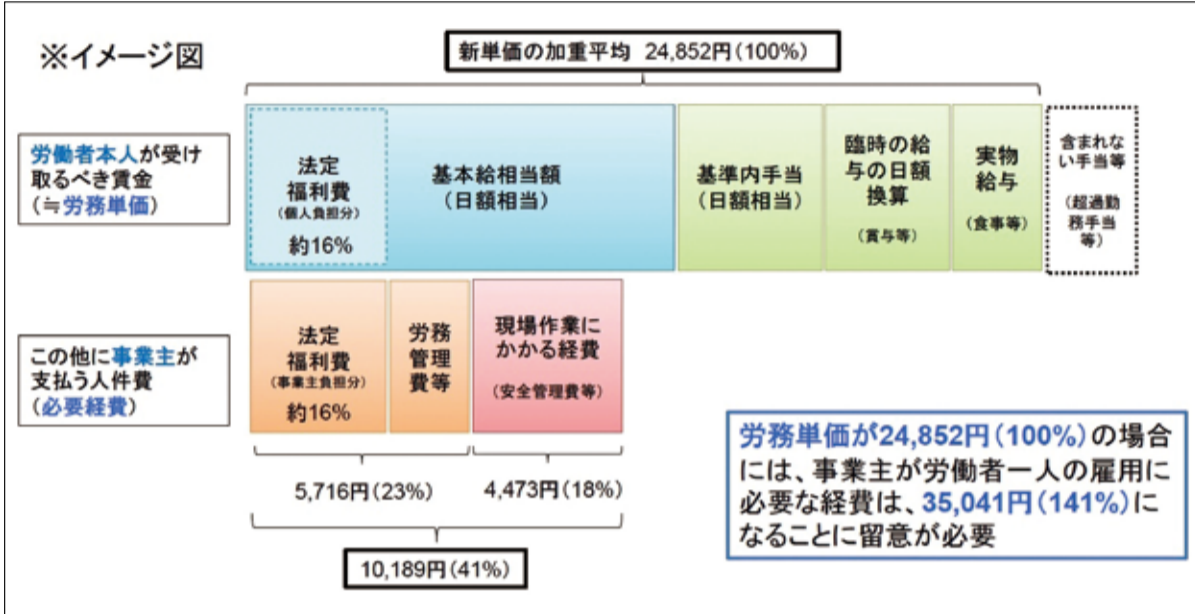 ※イメージ図
新単価の加重平均 24,852円(100%)
労働者本人が受け
取るべき賃金
(≒労務単価)
法定
福利費
(個人負担分)
約16%
基本給相当額
(日額相当)
基準内手当
(日額相当)
臨時の給
与の日額
換算
(賞与等)
実物
給与
(食事等)
含まれな
い手当等
(超過勤
務手当
等)
この他に事業主が
支払う人件費
(必要経費)
法定
福利費
(事業主負担分)
約16%
労務
管理
費等
現場作業に
かかる経費
(安全管理費等)
5,716円(23%)
4,473円(18%)
10,189円(41%)
労務単価が24,852円(100%)の場合
には、事業主が労働者一人の雇用に
必要な経費は、35,041円(141%)に
なることに留意が必要